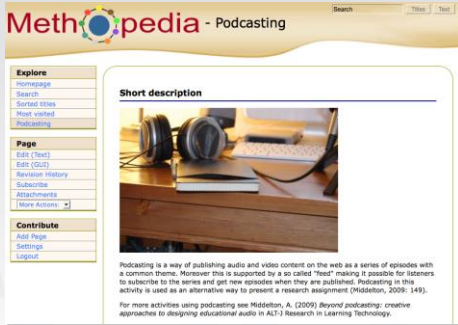 Methopedia - Podcasting
Search
Titles
Text
Explore
Homepage
Search
Sorted titles
Most visited
Podcasting
Page
Edit (Text)
Edit (GUI)
Revision History
Subscribe
Attachments
More Actions:
Contribute
Add Page
Settings
Logout
Short description
Podcasting is a way of publishing audio and video content on the web as a series of episodes with
a common theme. Moreover this is supported by a so called "feed" making it possible for listeners
to subscribe to the series and get new episodes when they are published. Podcasting in this
activity is used as an alternative way to present a research assignment (Middelton, 2009: 149).
For more activities using podcasting see Middelton, A. (2009) Beyond podcasting: creative
approaches to designing educational audio in ALT-J Research in Learning Technology.